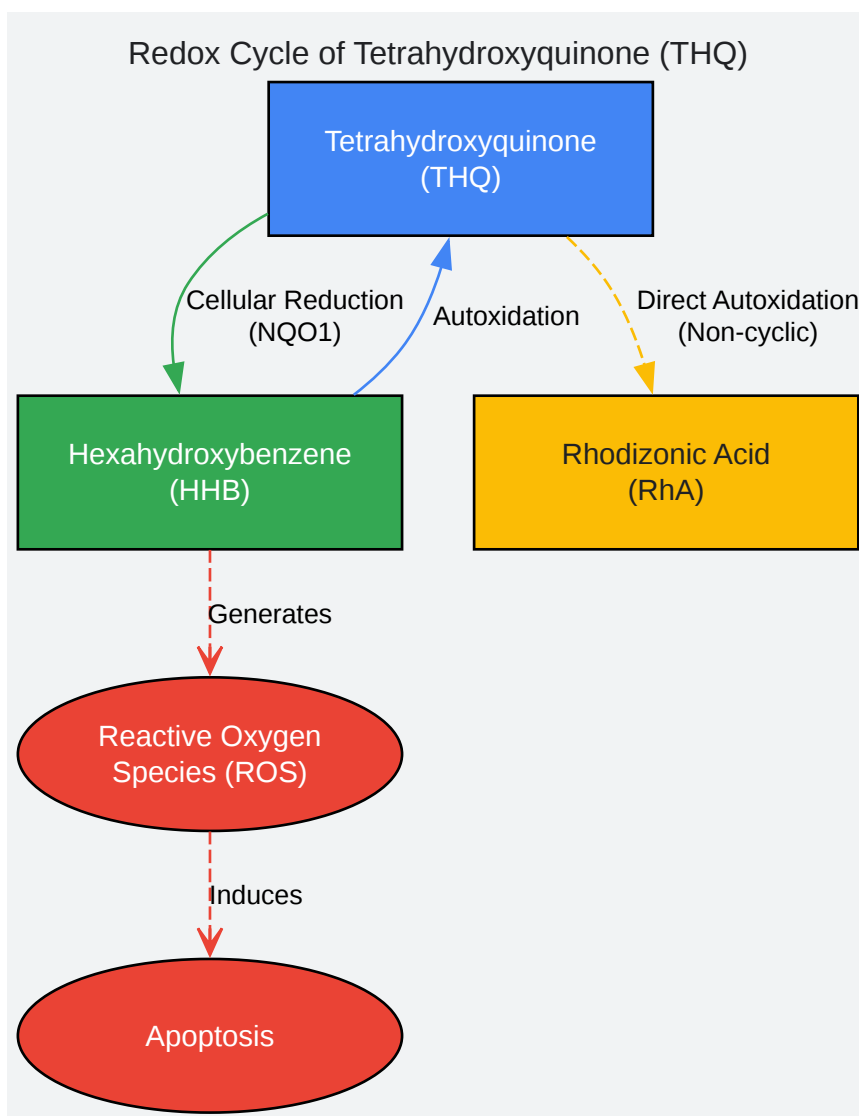 Redox Cycle of Tetrahydroxyquinone (THQ)
Tetrahydroxyquinone
(THQ)
Cellular Reduction
(NQO1)
Autoxidation
Direct Autoxidation
(Non-cyclic)
Hexahydroxybenzene
(HHB)
Rhodizonic Acid
(RhA)
Generates
Reactive Oxygen
Species (ROS)
Induces
Apoptosis